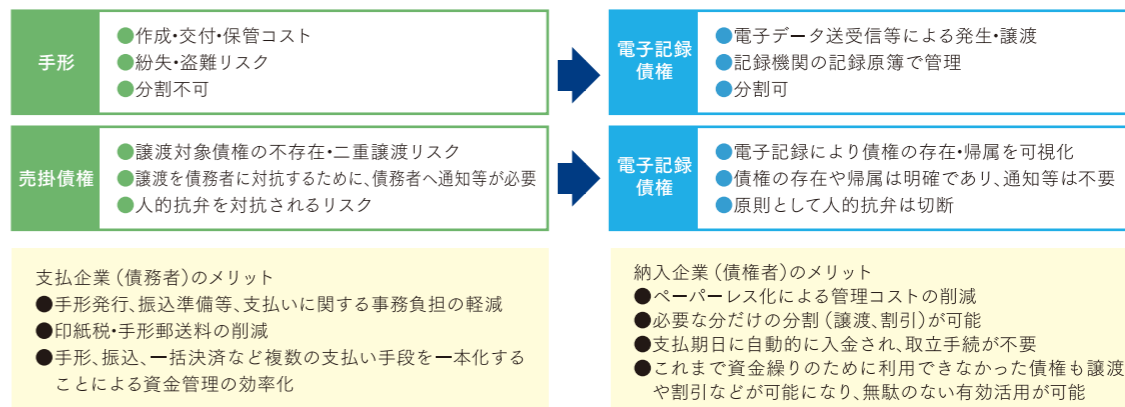 手形
●作成・交付・保管コスト
●紛失・盗難リスク
●分割不可
電子記録
債権
●電子データ送受信等による発生・譲渡
●記録機関の記録原簿で管理
●分割可
売掛債権
●譲渡対象債権の不存在・二重譲渡リスク
●譲渡を債務者に対抗するために、債務者へ通知等が必要
●人的抗弁を対抗されるリスク
電子記録
債権
●電子記録により債権の存在・帰属を可視化
●債権の存在や帰属は明確であり、通知等は不要
●原則として人的抗弁は切断
支払企業（債務者）のメリット
●手形発行、振込準備等、支払いに関する事務負担の軽減
●印紙税・手形郵送料の削減
●手形、振込、一括決済など複数の支払い手段を一本化する
ことによる資金管理の効率化
納入企業（債権者）のメリット
●ペーパーレス化による管理コストの削減
●必要な分だけの分割（譲渡、割引）が可能
●支払期日に自動的に入金され、取立手続が不要
●これまで資金繰りのために利用できなかった債権も譲渡
や割引などが可能になり、無駄のない有効活用が可能